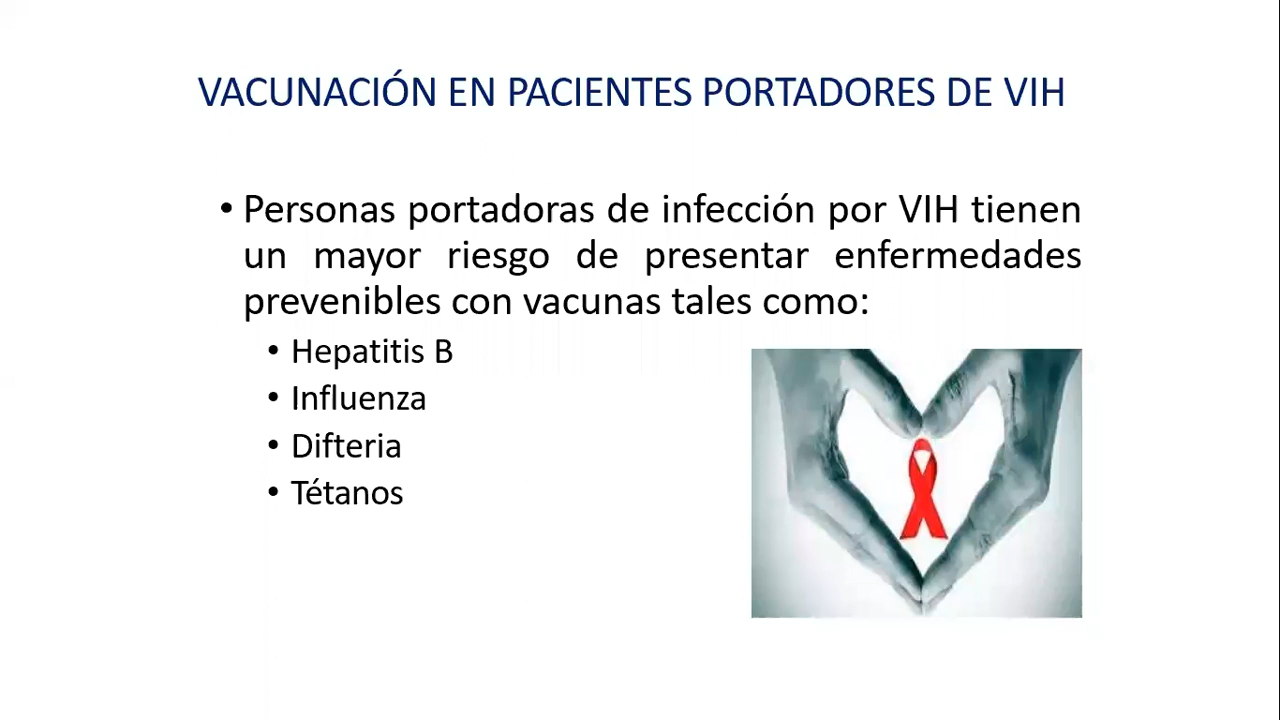 VACUNACIÓN EN PACIENTES PORTADORES DE VIH
• Personas portadoras de infección por VIH tienen
un mayor riesgo de presentar enfermedades
prevenibles con vacunas tales como:
• Hepatitis B
• Influenza
• Difteria
• Tétanos